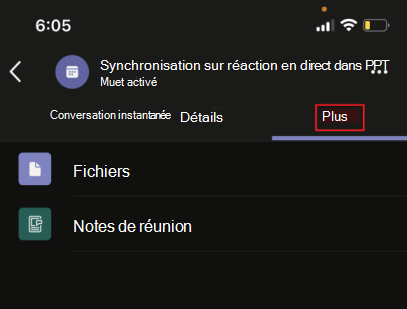 6:05
Synchronisation sur réaction en direct dans PPT
Muet activé
Conversation instantanée Détails Plus
Fichiers
Notes de réunion